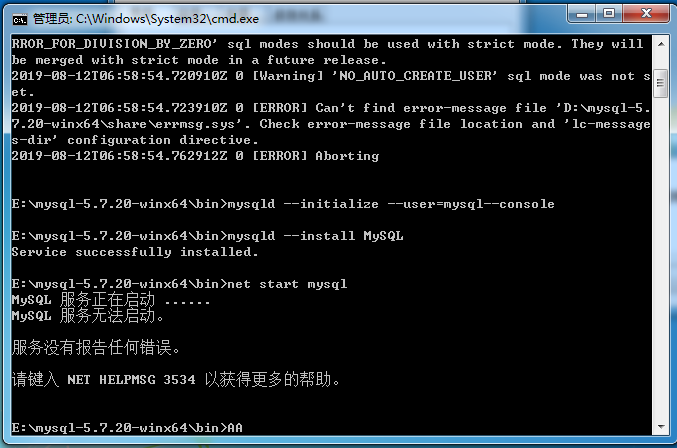 管理员: C:\Windows\System32\cmd.exe
RROR_FOR_DIVISION_BY_ZERO' sql modes should be used with strict mode. They will
be merged with strict mode in a future release.
2019-08-12T06:58:54.720910Z 0 [Warning] 'NO_AUTO_CREATE_USER' sql mode was not s
et.
2019-08-12T06:58:54.723910Z 0 [ERROR] Can't find error-message file 'D:\mysql-5.
7.20-winx64\share\errmsg.sys'. Check error-message file location and 'lc-message
s-dir' configuration directive.
2019-08-12T06:58:54.762912Z 0 [ERROR] Aborting
E:\mysql-5.7.20-winx64\bin>mysqld --initialize --user=mysql--console
E:\mysql-5.7.20-winx64\bin>mysqld --install MySQL
Service successfully installed.
E:\mysql-5.7.20-winx64\bin>net start mysql
MySQL 服务正在启动 ......
MySQL 服务无法启动。
服务没有报告任何错误。
请键入 NET HELPMSG 3534 以获得更多的帮助。
E:\mysql-5.7.20-winx64\bin>AA